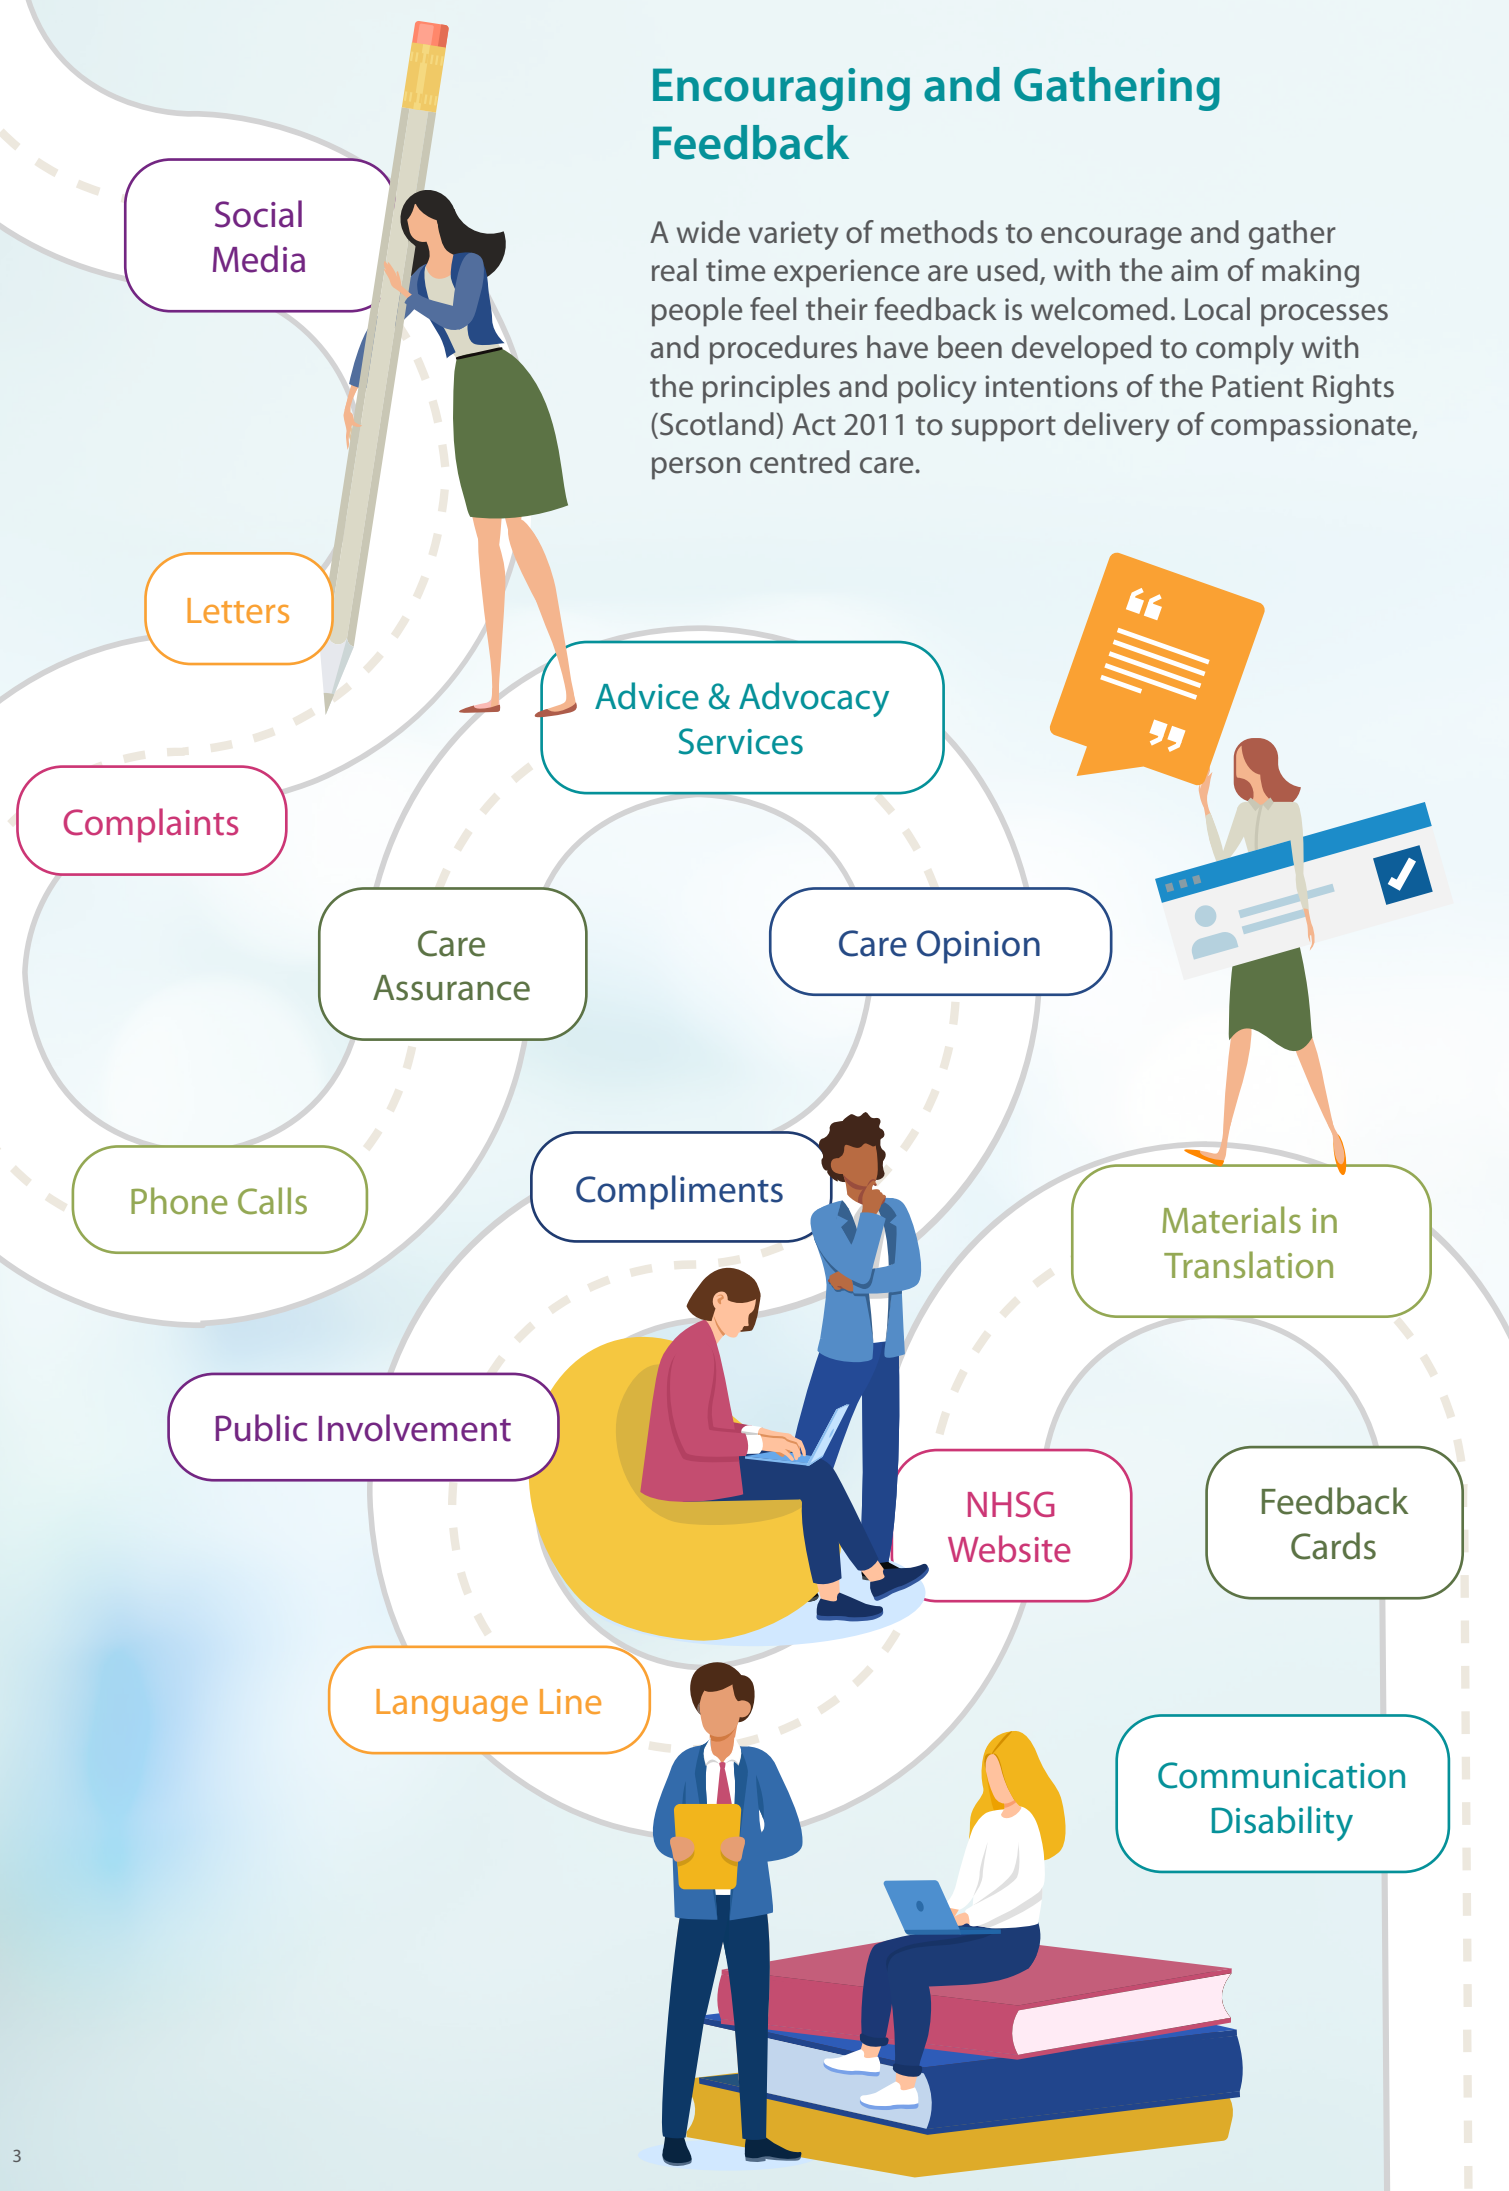 Encouraging and Gathering
Feedback
A wide variety of methods to encourage and gather
real time experience are used, with the aim of making
people feel their feedback is welcomed. Local processes
and procedures have been developed to comply with
the principles and policy intentions of the Patient Rights
(Scotland) Act 2011 to support delivery of compassionate,
person centred care.
Social
Media
Letters
Advice & Advocacy
Services
Complaints
Care
Assurance
Care Opinion
Phone Calls
Compliments
Materials in
Translation
Public Involvement
NHSG
Website
Feedback
Cards
Language Line
Communication
Disability
3